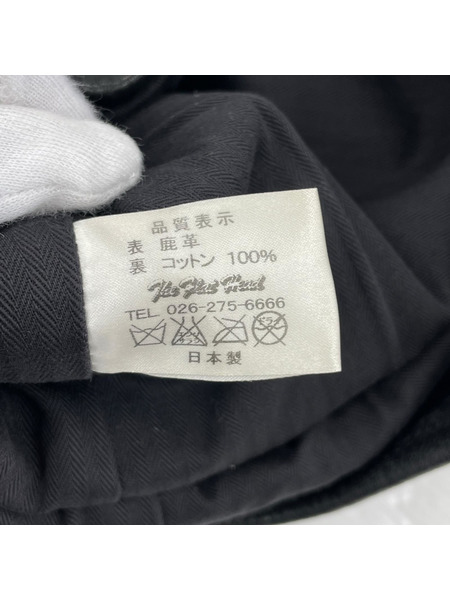 品質表示
表 鹿革
裏 コットン 100%
The Flat Head
TEL 026-275-6666
日本製